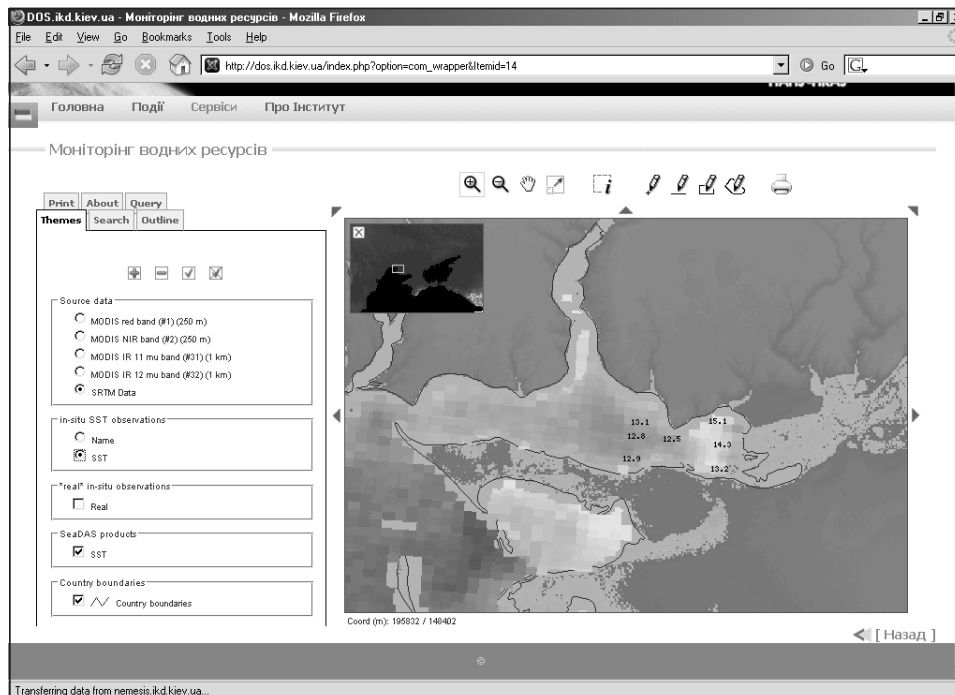 DOS.ikd.kiev.ua - Моніторінг водних ресурсів - Mozilla Firefox
File Edit View Go Bookmarks Tools Help
http://dos.ikd.kiev.ua/index.php?option=com_wrapper&Itemid=14 Go
Головна Події Сервіси Про Інститут
Моніторінг водних ресурсів
Print About Query
Themes Search Outline
Source data
MODIS red band (#1) (250 m)
MODIS NIR band (#2) (250 m)
MODIS IR 11 mu band (#31) (1 km)
MODIS IR 12 mu band (#32) (1 km)
SRTM Data
in-situ SST observations
Name
SST
"real" in-situ observations
Real
SeaDAS products
SST
Country boundaries
Country boundaries
13.1 15.1
12.8 12.5 14.3
12.9 13.2
Coord (m): 195832 / 148402
[ Назад ]
©
Transferring data from nemesis.ikd.kiev.ua...